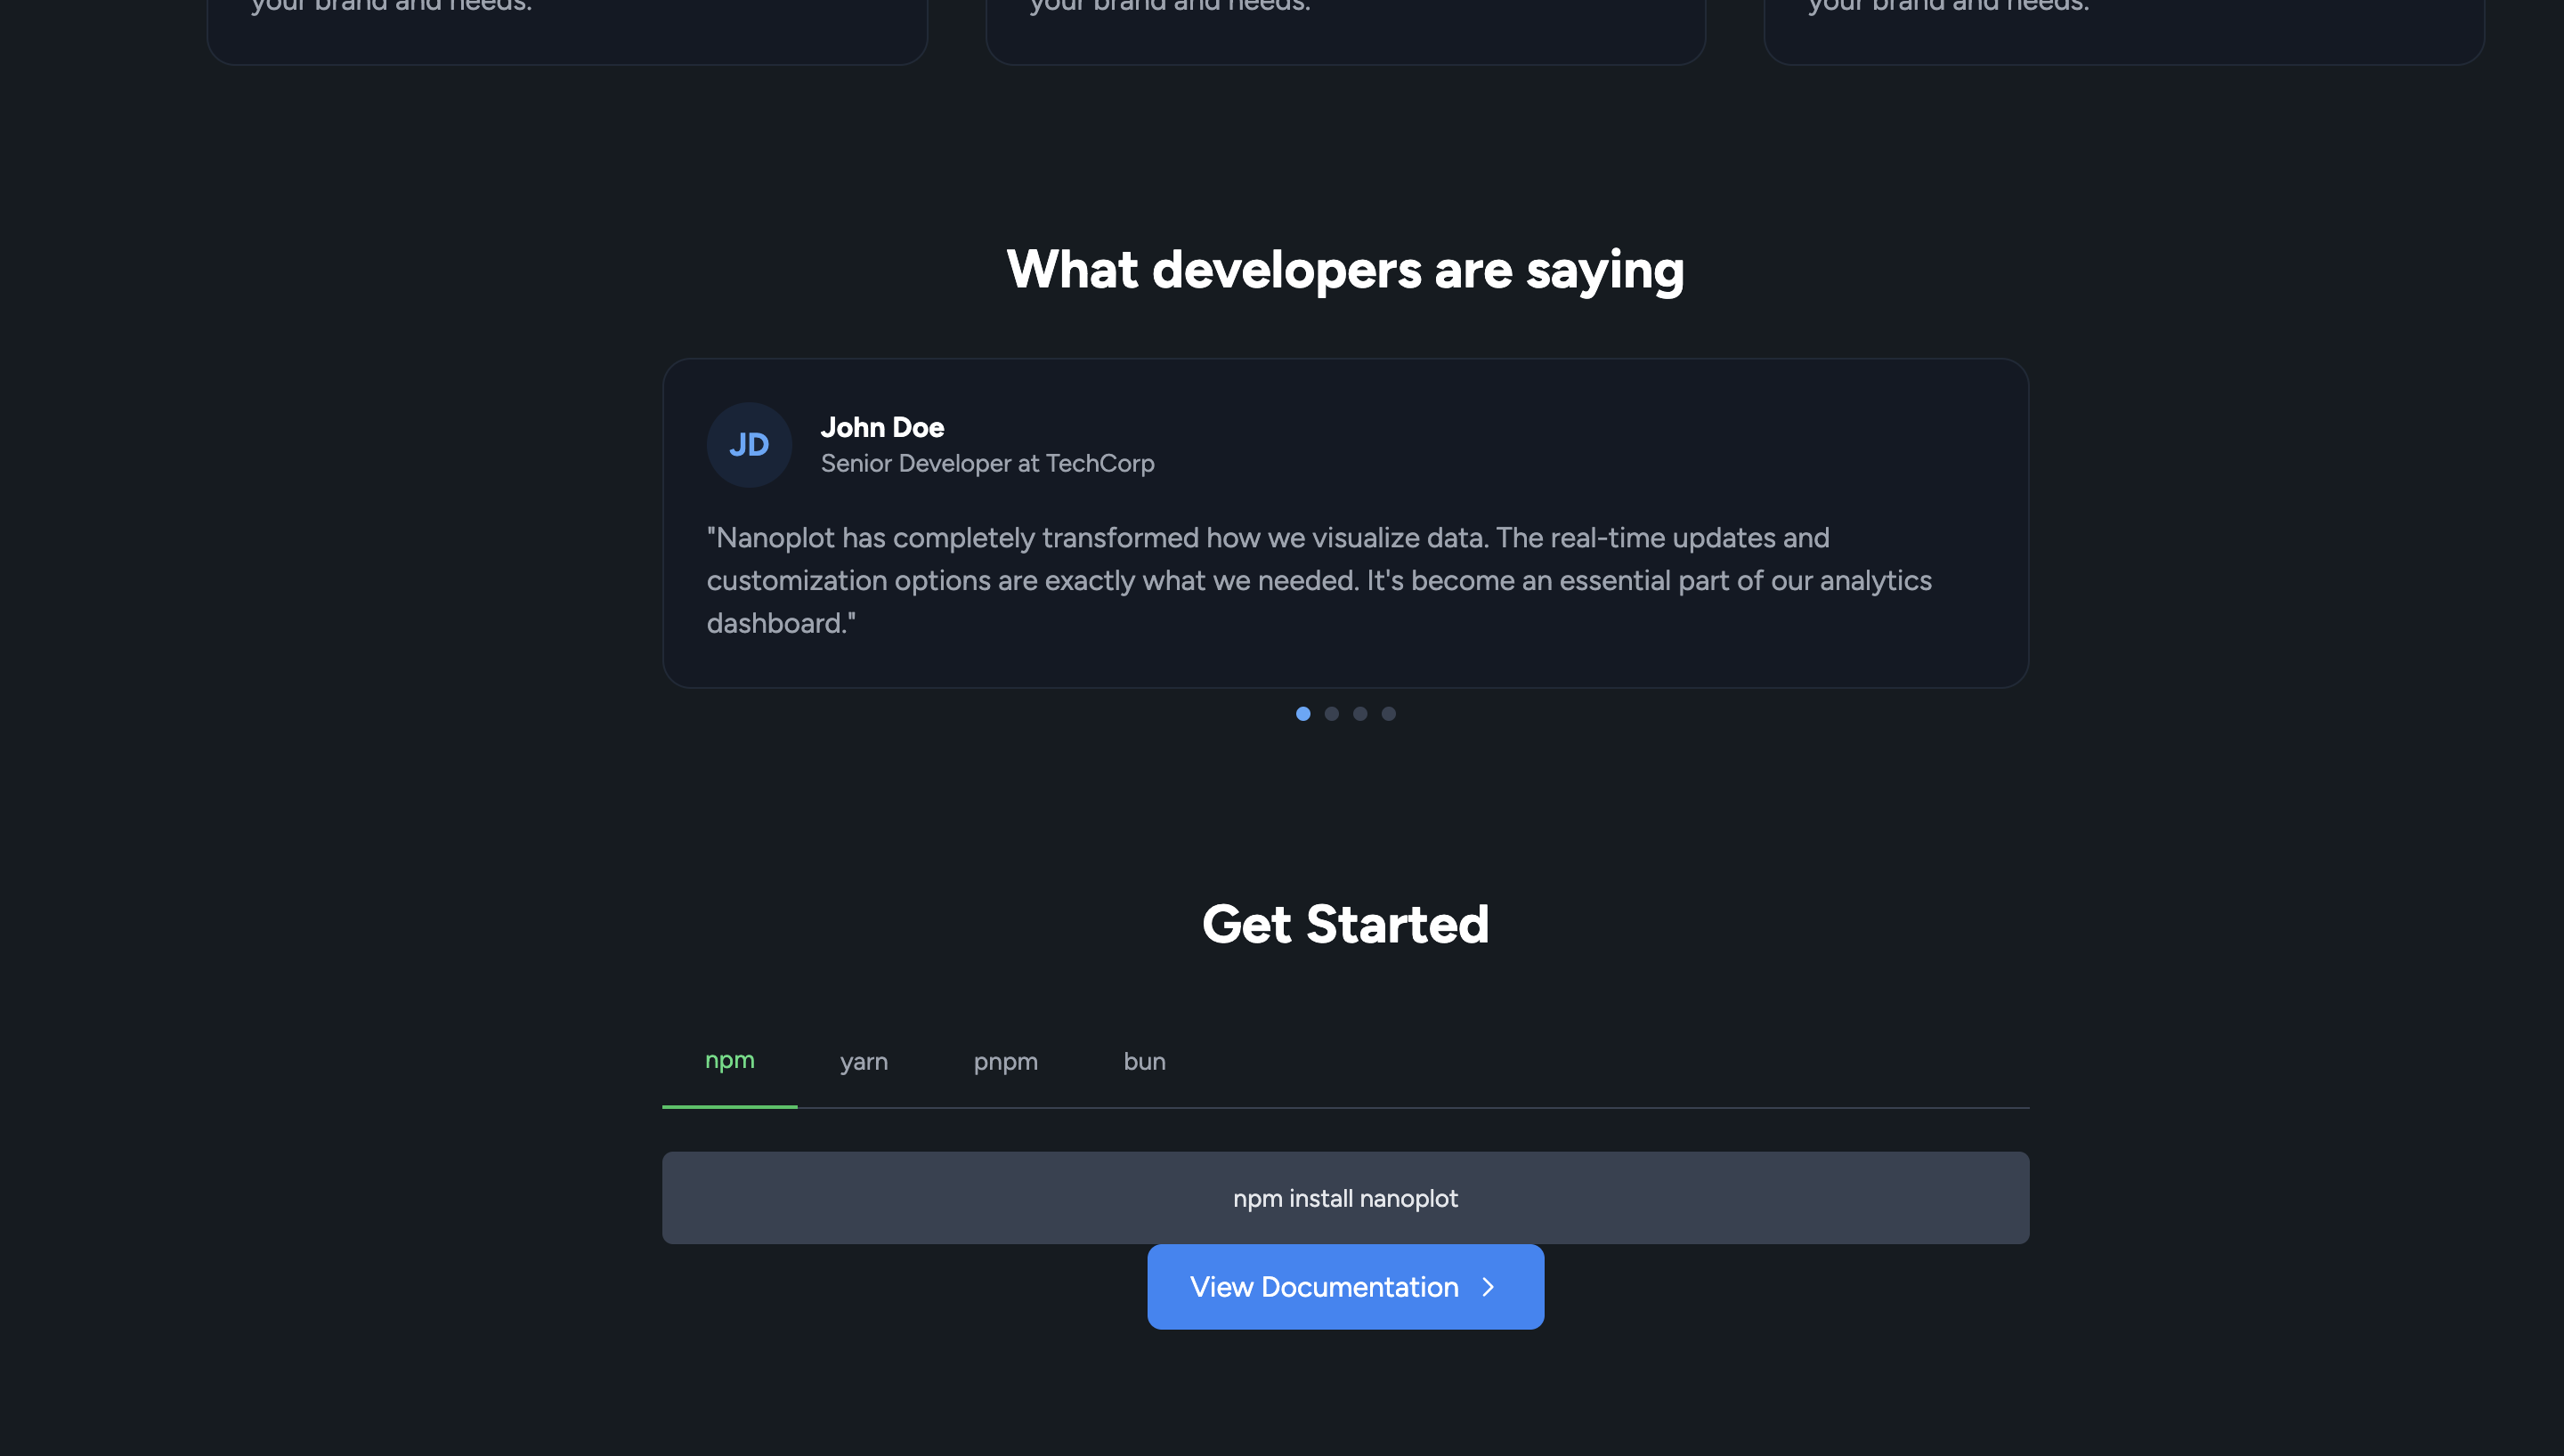 your brand and needs.
your brand and needs.
your brand and needs.
What developers are saying
JD
John Doe
Senior Developer at TechCorp
"Nanoplot has completely transformed how we visualize data. The real-time updates and
customization options are exactly what we needed. It's become an essential part of our analytics
dashboard."
Get Started
npm
yarn
pnpm
bun
npm install nanoplot
View Documentation